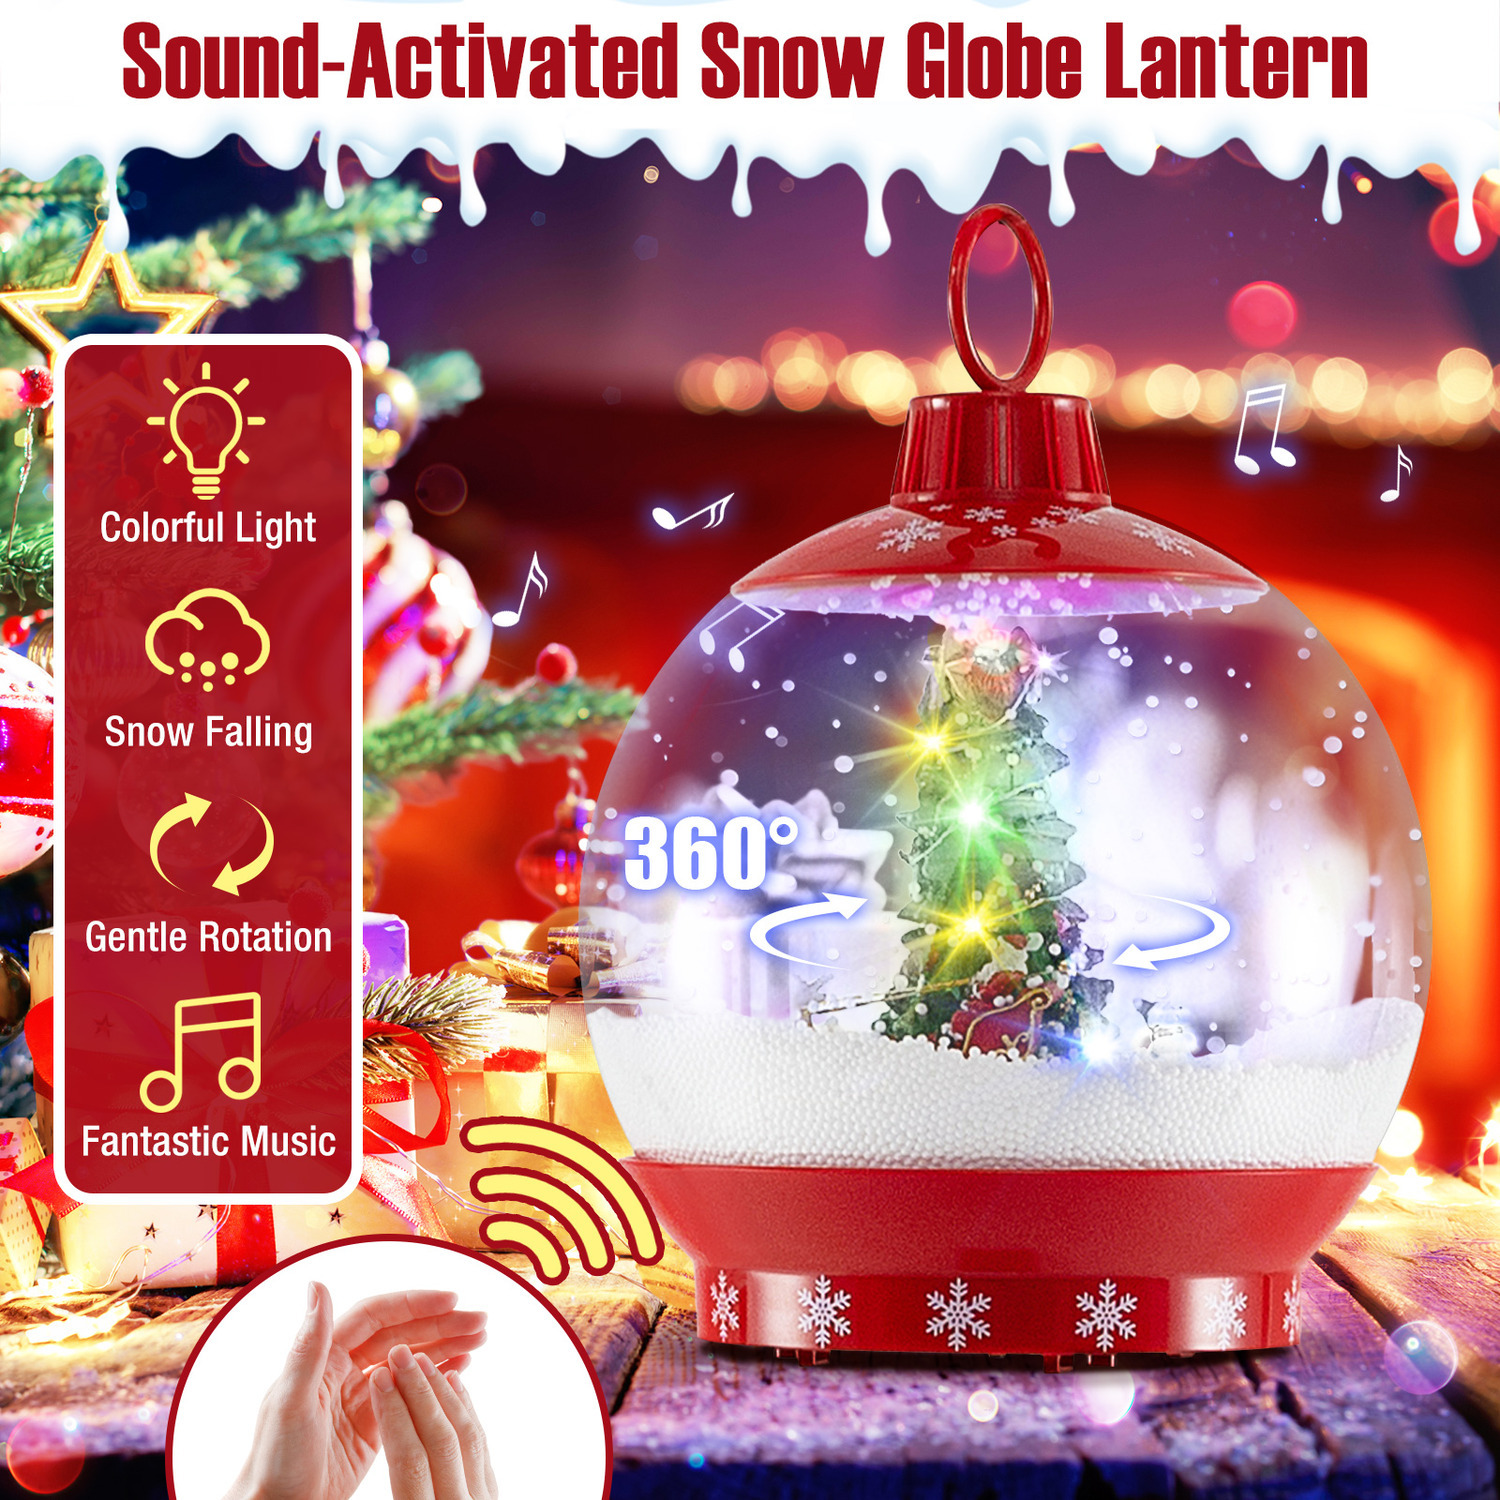 Sound-Activated Snow Globe Lantern
Colorful Light
Snow Falling
Gentle Rotation
Fantastic Music
360°